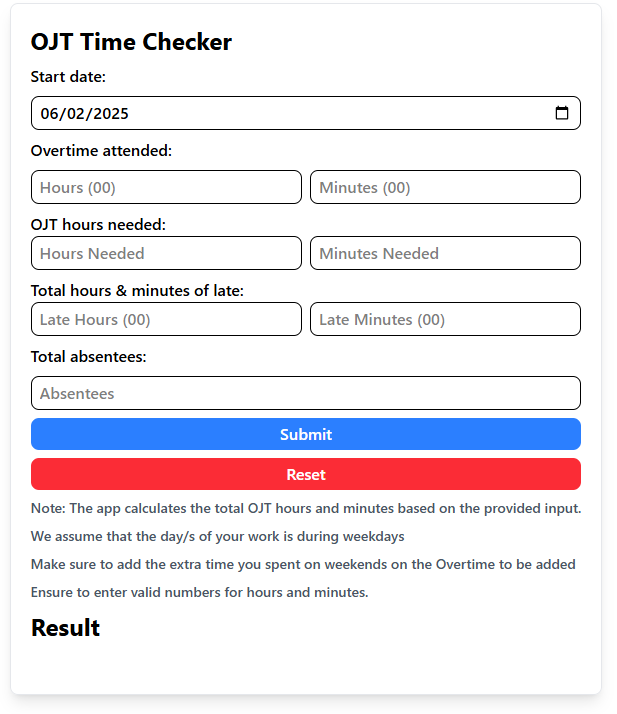 OJT Time Checker
Start date:
06/02/2025
Overtime attended:
Hours (00) Minutes (00)
OJT hours needed:
Hours Needed Minutes Needed
Total hours & minutes of late:
Late Hours (00) Late Minutes (00)
Total absentees:
Absentees
Submit
Reset
Note: The app calculates the total OJT hours and minutes based on the provided input.
We assume that the day/s of your work is during weekdays
Make sure to add the extra time you spent on weekends on the Overtime to be added
Ensure to enter valid numbers for hours and minutes.
Result